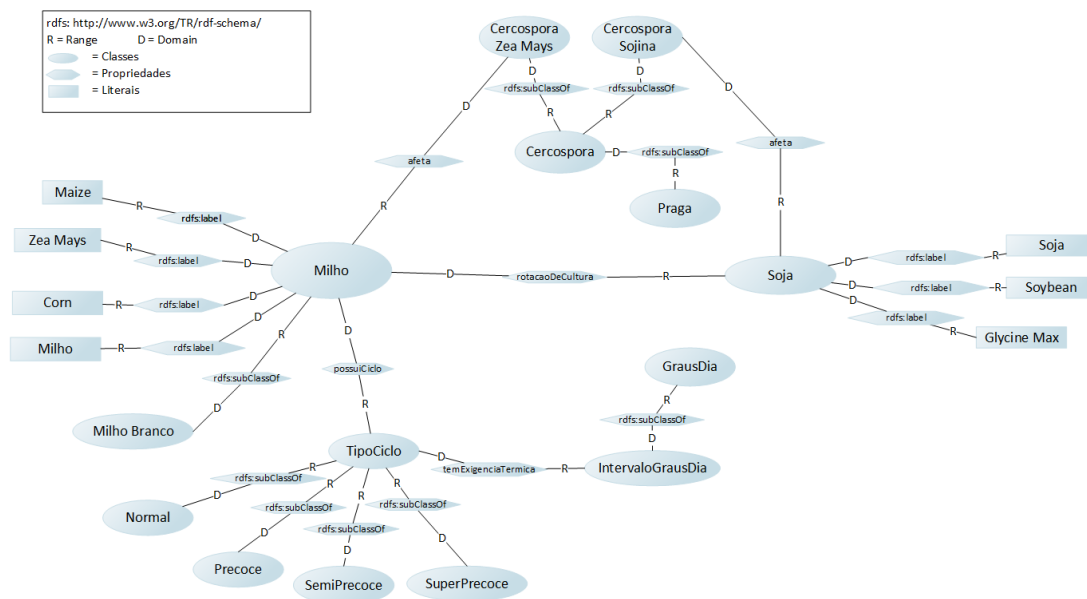 rdfs: http://www.w3.org/TR/rdf-schema/
R = Range D = Domain
= Classes
= Propriedades
= Literais
Cercospora
Zea Mays
Cercospora
Sojina
D
D
D
D
rdfs:subClassOf
rdfs:subClassOf
D
R
R
afeta
Cercospora
D
rdfs:subClassOf
afeta
R
Praga
Maize
R
rdfs:label
R
R
D
Zea Mays
R
rdfs:label
D
Milho
D
rotacaoDeCultura
R
Soja
D
rdfs:label
R
Soja
D
rdfs:label
R
Soybean
D
rdfs:label
R
Glycine Max
Corn
R
rdfs:label
D
Milho
R
rdfs:label
D
R
rdfs:subClassOf
D
Milho Branco
D
possuiCiclo
R
GrausDia
R
rdfs:subClassOf
D
TipoCiclo
D
temExigenciaTermica
R
IntervaloGrausDia
R
rdfs:subClassOf
D
Normal
R
rdfs:subClassOf
D
Precoce
R
rdfs:subClassOf
D
SemiPrecoce
R
rdfs:subClassOf
D
SuperPrecoce